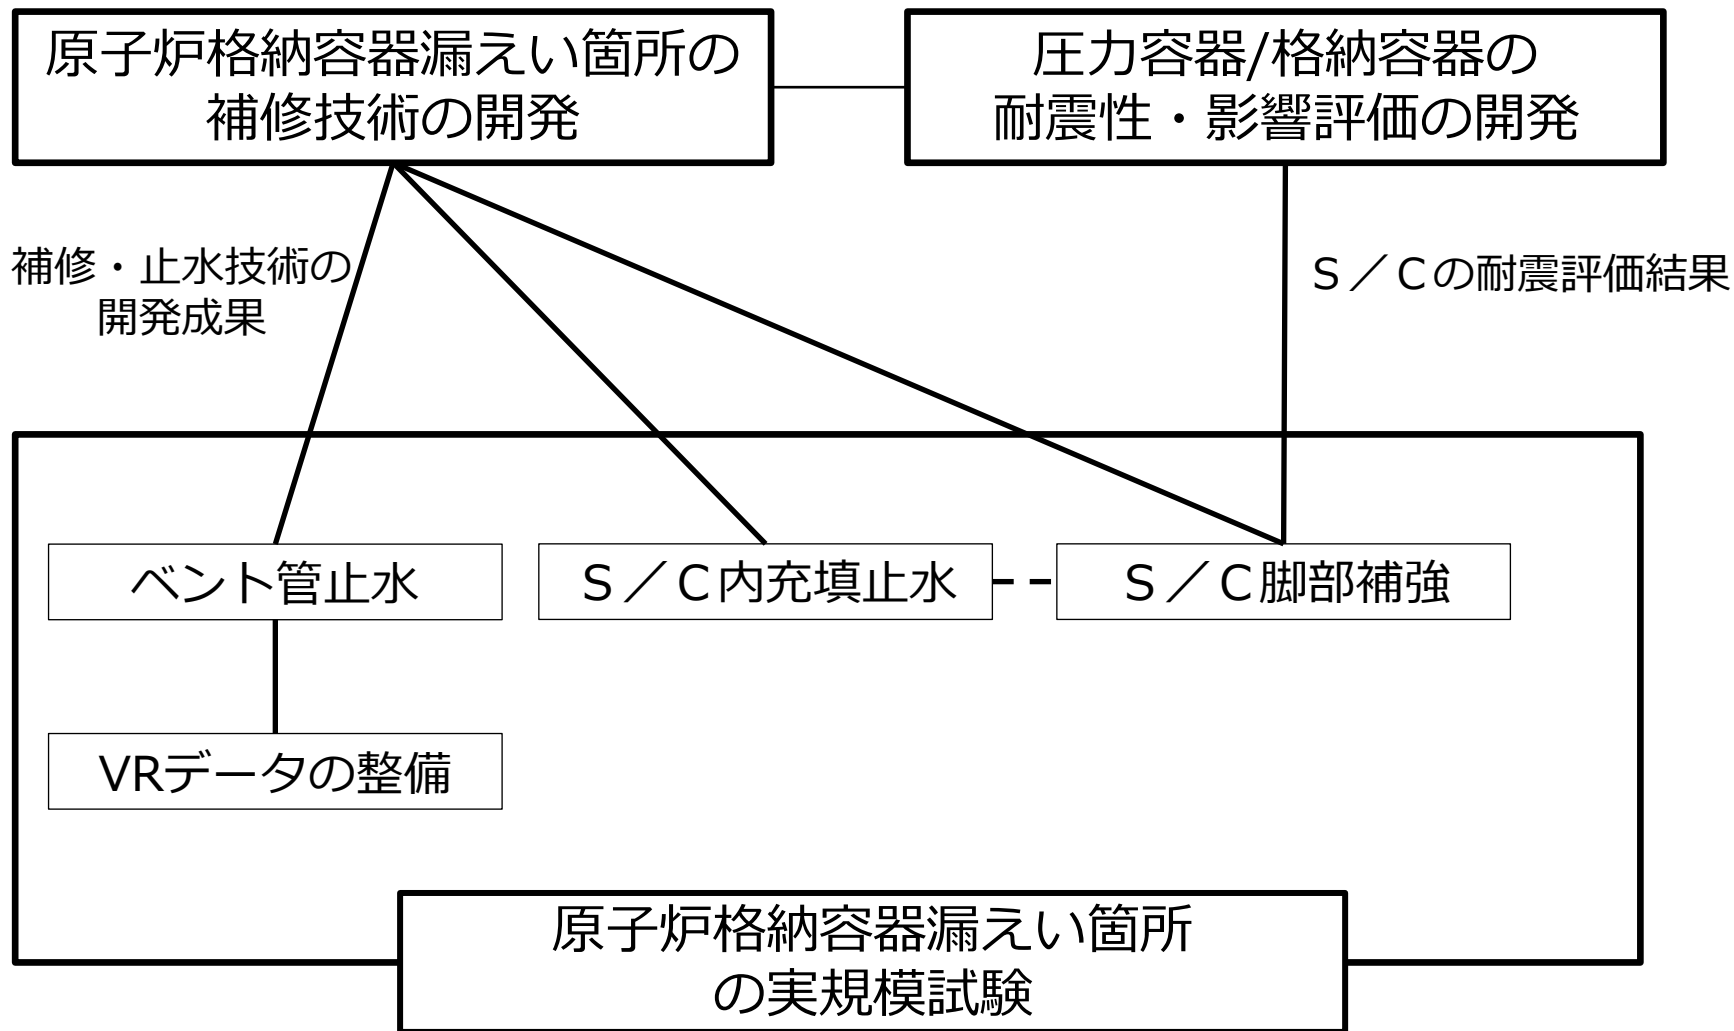 原子炉格納容器漏えい箇所の
補修技術の開発
圧力容器/格納容器の
耐震性・影響評価の開発
補修・止水技術の
開発成果
Ｓ／Ｃの耐震評価結果
ベント管止水
Ｓ／Ｃ内充填止水
Ｓ／Ｃ脚部補強
VRデータの整備
原子炉格納容器漏えい箇所
の実規模試験